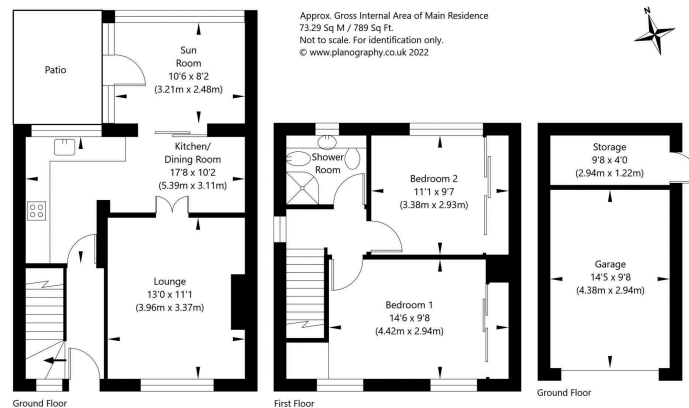 Approx. Gross Internal Area of Main Residence
73.29 Sq M / 789 Sq Ft.
Not to scale. For identification only.
© www.planography.co.uk 2022
N
Patio
Sun
Room
10'6 x 8'2
(3.21m x 2.48m)
Kitchen/
Dining Room
17'8 x 10'2
(5.39m x 3.11m)
Lounge
13'0 x 11'1
(3.96m x 3.37m)
Ground Floor
Shower
Room
Bedroom 2
11'1 x 9'7
(3.38m x 2.93m)
Bedroom 1
14'6 x 9'8
(4.42m x 2.94m)
First Floor
Storage
9'8 x 4'0
(2.94m x 1.22m)
Garage
14'5 x 9'8
(4.38m x 2.94m)
Ground Floor